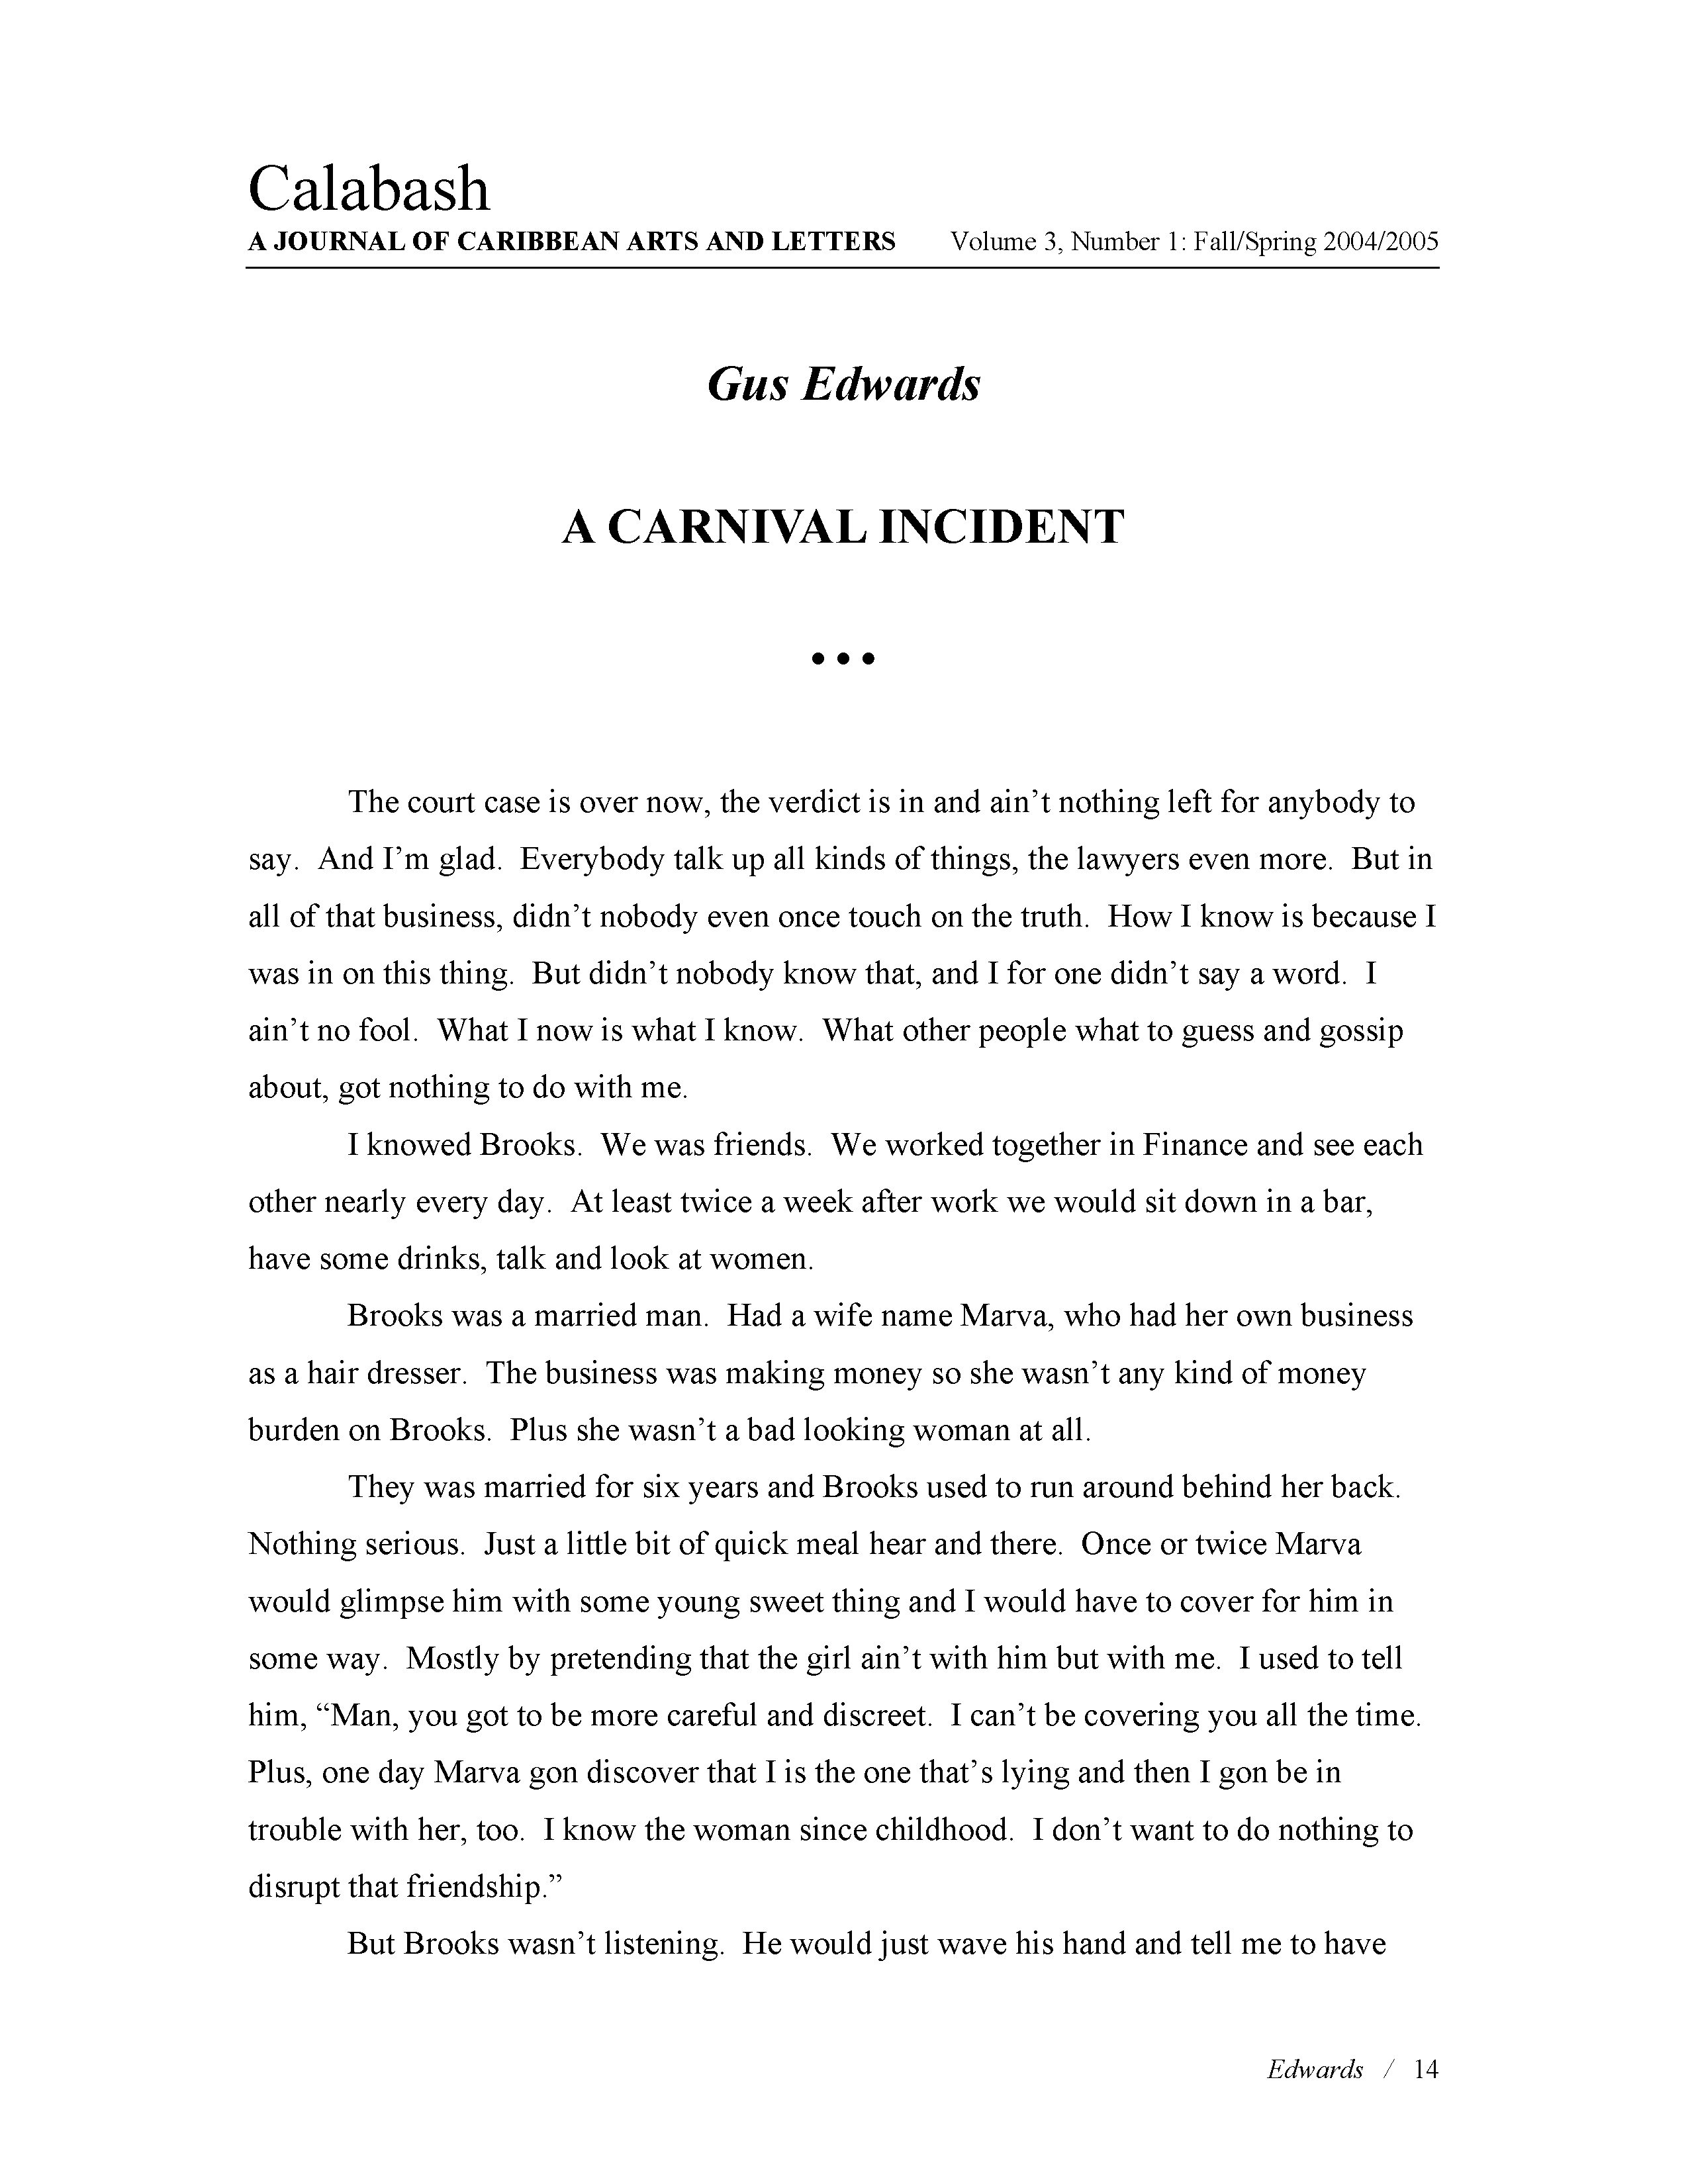 Calabash
A JOURNAL OF CARIBBEAN ARTS AND LETTERS Volume 3, Number 1: Fall/Spring 2004/2005
Gus Edwards
A CARNIVAL INCIDENT
• • •
The court case is over now, the verdict is in and ain’t nothing left for anybody to
say. And I’m glad. Everybody talk up all kinds of things, the lawyers even more. But in
all of that business, didn’t nobody even once touch on the truth. How I know is because I
was in on this thing. But didn’t nobody know that, and I for one didn’t say a word. I
ain’t no fool. What I now is what I know. What other people what to guess and gossip
about, got nothing to do with me.
I knowed Brooks. We was friends. We worked together in Finance and see each
other nearly every day. At least twice a week after work we would sit down in a bar,
have some drinks, talk and look at women.
Brooks was a married man. Had a wife name Marva, who had her own business
as a hair dresser. The business was making money so she wasn’t any kind of money
burden on Brooks. Plus she wasn’t a bad looking woman at all.
They was married for six years and Brooks used to run around behind her back.
Nothing serious. Just a little bit of quick meal hear and there. Once or twice Marva
would glimpse him with some young sweet thing and I would have to cover for him in
some way. Mostly by pretending that the girl ain’t with him but with me. I used to tell
him, “Man, you got to be more careful and discreet. I can’t be covering you all the time.
Plus, one day Marva gon discover that I is the one that’s lying and then I gon be in
trouble with her, too. I know the woman since childhood. I don’t want to do nothing to
disrupt that friendship.”
But Brooks wasn’t listening. He would just wave his hand and tell me to have
Edwards / 14